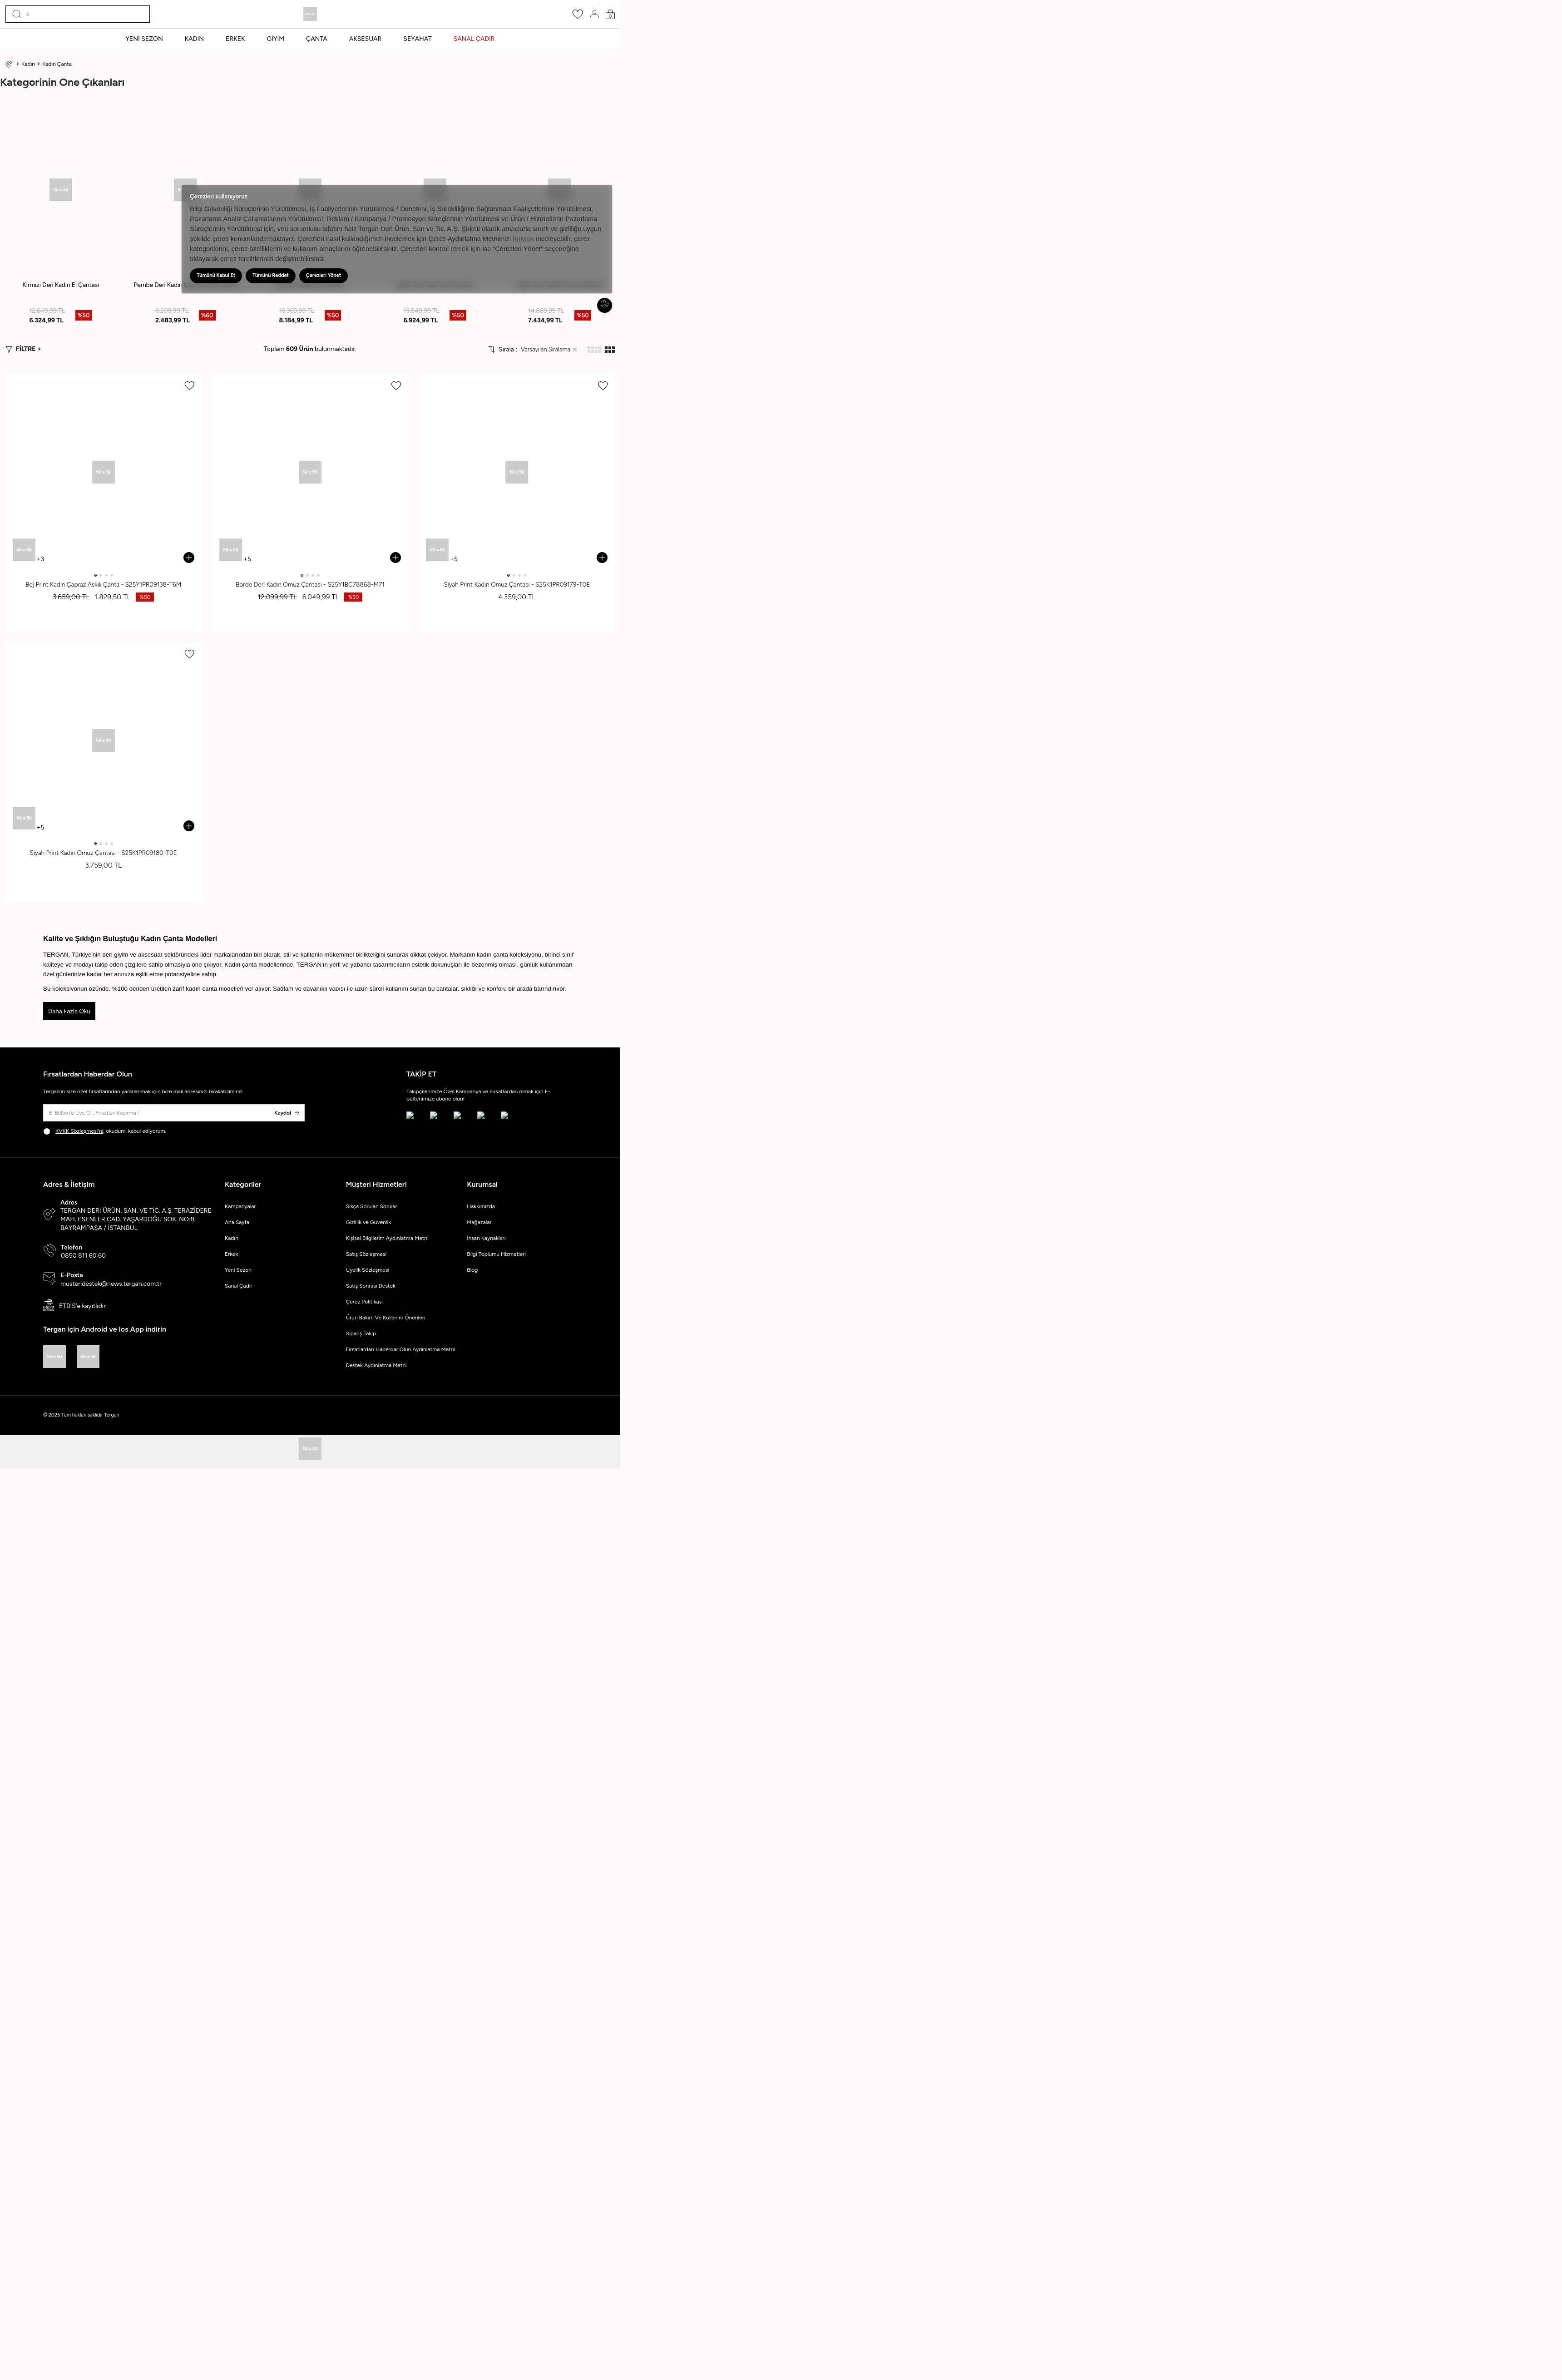 YENİ SEZON KADIN ERKEK GİYİM ÇANTA AKSESUAR SEYAHAT SANAL ÇADIR
Kadın Kadın Çanta
Kategorinin Öne Çıkanları
Çerezleri kullanıyoruz
Bilgi Güvenliği Süreçlerinin Yürütülmesi, İş Faaliyetlerinin Yürütülmesi / Denetimi, İş Sürekliliğinin Sağlanması Faaliyetlerinin Yürütülmesi,
Pazarlama Analiz Çalışmalarının Yürütülmesi, Reklam / Kampanya / Promosyon Süreçlerinin Yürütülmesi ve Ürün / Hizmetlerin Pazarlama
Süreçlerinin Yürütülmesi için, veri sorumlusu sıfatını haiz Tergan Deri Ürün. San ve Tic. A.Ş. Şirketi olarak amaçlarla sınırlı ve gizliliğe uygun
şekilde çerez konumlandırmaktayız. Çerezleri nasıl kullandığımızı incelemek için Çerez Aydınlatma Metnimizi linkten inceleyebilir, çerez
kategorilerini, çerez özelliklerini ve kullanım amaçlarını öğrenebilirsiniz. Çerezleri kontrol etmek için ise "Çerezleri Yönet" seçeneğine
tıklayarak çerez tercihlerinizi değiştirebilirsiniz.
Tümünü Kabul Et Tümünü Reddet Çerezleri Yönet
Kırmızı Deri Kadın El Çantası Pembe Deri Kadın
12.649,99 TL 6.209,99 TL 16.369,99 TL 13.849,99 TL 14.869,99 TL
%50 %60 %50 %50 %50
6.324,99 TL 2.483,99 TL 8.184,99 TL 6.924,99 TL 7.434,99 TL
FİLTRE + Toplam 609 Ürün bulunmaktadır. Sırala : Varsayılan Sıralama
+3 +5 +5
Bej Print Kadın Çapraz Askılı Çanta - S25Y1PR09138-T6M
3.659,00 TL 1.829,50 TL %50
Bordo Deri Kadın Omuz Çantası - S25Y1BC78868-M71
12.099,99 TL 6.049,99 TL %50
Siyah Print Kadın Omuz Çantası - S25K1PR09179-T0E
4.359,00 TL
+5
Siyah Print Kadın Omuz Çantası - S25K1PR09180-T0E
3.759,00 TL
Kalite ve Şıklığın Buluştuğu Kadın Çanta Modelleri
TERGAN, Türkiye'nin deri giyim ve aksesuar sektöründeki lider markalarından biri olarak, stil ve kalitenin mükemmel birlikteliğini sunarak dikkat çekiyor. Markanın kadın çanta koleksiyonu, birinci sınıf
kaliteye ve modayı takip eden çizgilere sahip olmasıyla öne çıkıyor. Kadın çanta modellerinde, TERGAN'ın yerli ve yabancı tasarımcıların estetik dokunuşları ile bezenmiş olması, günlük kullanımdan
özel günlerinize kadar her anınıza eşlik etme potansiyeline sahip.
Bu koleksiyonun özünde, %100 deriden üretilen zarif kadın çanta modelleri yer alıyor. Sağlam ve dayanıklı yapısı ile uzun süreli kullanım sunan bu çantalar, şıklığı ve konforu bir arada barındırıyor.
Daha Fazla Oku
Fırsatlardan Haberdar Olun
Tergan'ın size özel fırsatlarından yararlanmak için bize mail adresinizi bırakabilirsiniz.
E-Bülten'e Üye Ol , Fırsatları Kaçırma ! Kaydol
KVKK Sözleşmesi'ni, okudum, kabul ediyorum.
TAKİP ET
Takipçilerimize Özel Kampanya ve Fırsatlardan olmak için E-
bültenimize abone olun!
Adres & İletişim
Adres
TERGAN DERİ ÜRÜN. SAN. VE TİC. A.Ş. TERAZİDERE
MAH. ESENLER CAD. YAŞARDOĞU SOK. NO:8
BAYRAMPAŞA / İSTANBUL
Telefon
0850 811 60 60
E-Posta
musteridestek@news.tergan.com.tr
ETBİS'e kayıtlıdır
Tergan için Android ve Ios App indirin
Kategoriler
Kampanyalar
Ana Sayfa
Kadın
Erkek
Yeni Sezon
Sanal Çadır
Müşteri Hizmetleri
Sıkça Sorulan Sorular
Gizlilik ve Güvenlik
Kişisel Bilgilerim Aydınlatma Metni
Satış Sözleşmesi
Üyelik Sözleşmesi
Satış Sonrası Destek
Çerez Politikası
Ürün Bakım Ve Kullanım Önerileri
Sipariş Takip
Fırsatlardan Haberdar Olun Aydınlatma Metni
Destek Aydınlatma Metni
Kurumsal
Hakkımızda
Mağazalar
İnsan Kaynakları
Bilgi Toplumu Hizmetleri
Blog
© 2025 Tüm hakları saklıdır Tergan